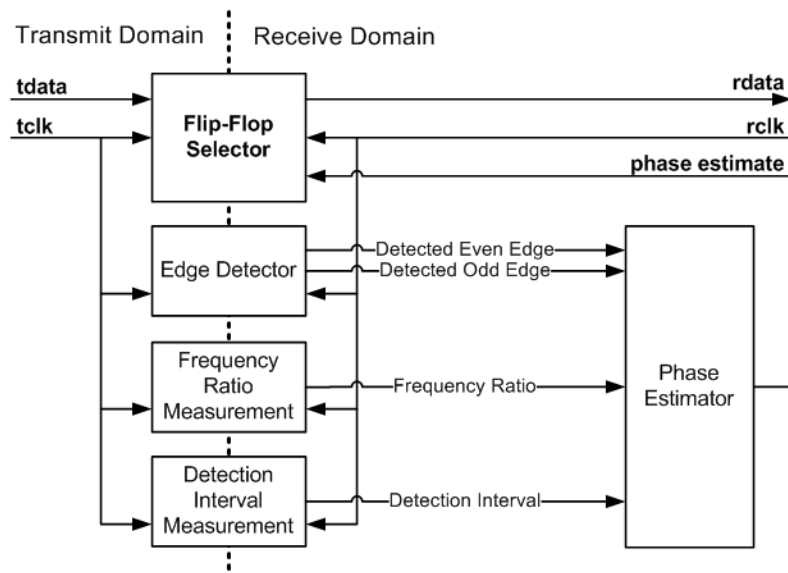 Transmit Domain
Receive Domain
tdata
tclk
Flip-Flop
Selector
rdata
rclk
phase estimate
Edge Detector
Detected Even Edge
Detected Odd Edge
Frequency
Ratio
Measurement
Frequency Ratio
Phase
Estimator
Detection
Interval
Measurement
Detection Interval